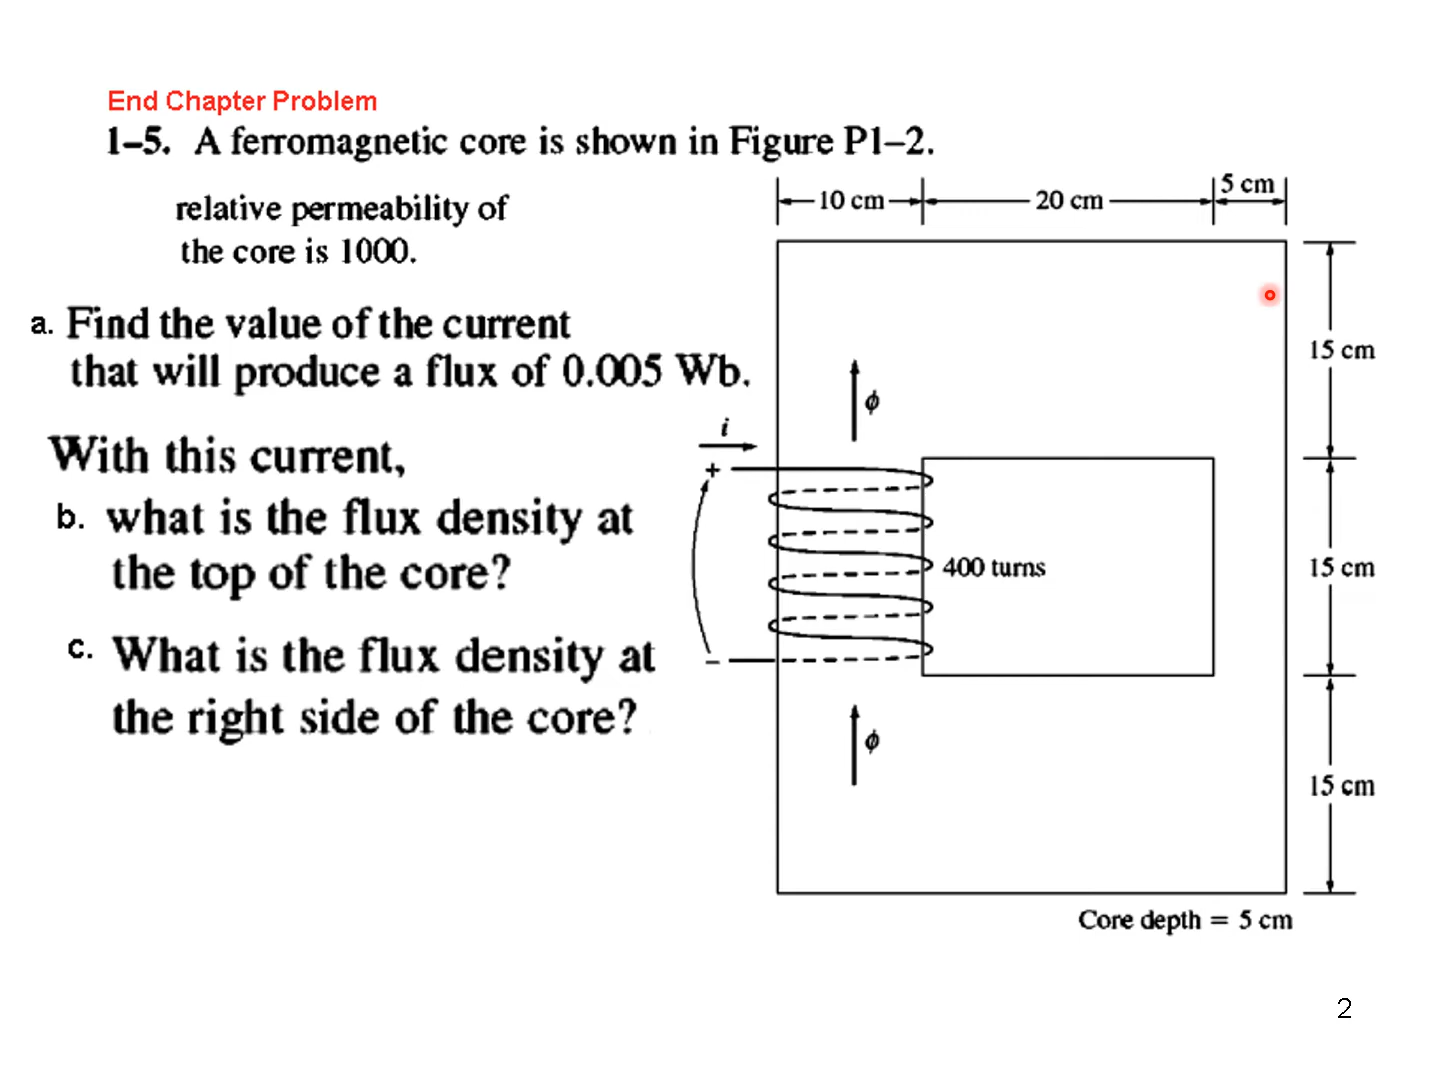 End Chapter Problem
1–5. A ferromagnetic core is shown in Figure P1–2.
relative permeability of
the core is 1000.
a. Find the value of the current
that will produce a flux of 0.005 Wb.
With this current,
b. what is the flux density at
the top of the core?
c. What is the flux density at
the right side of the core?
10 cm
20 cm
5 cm
15 cm
ϕ
i
+
400 turns
15 cm
–
ϕ
15 cm
Core depth = 5 cm
2